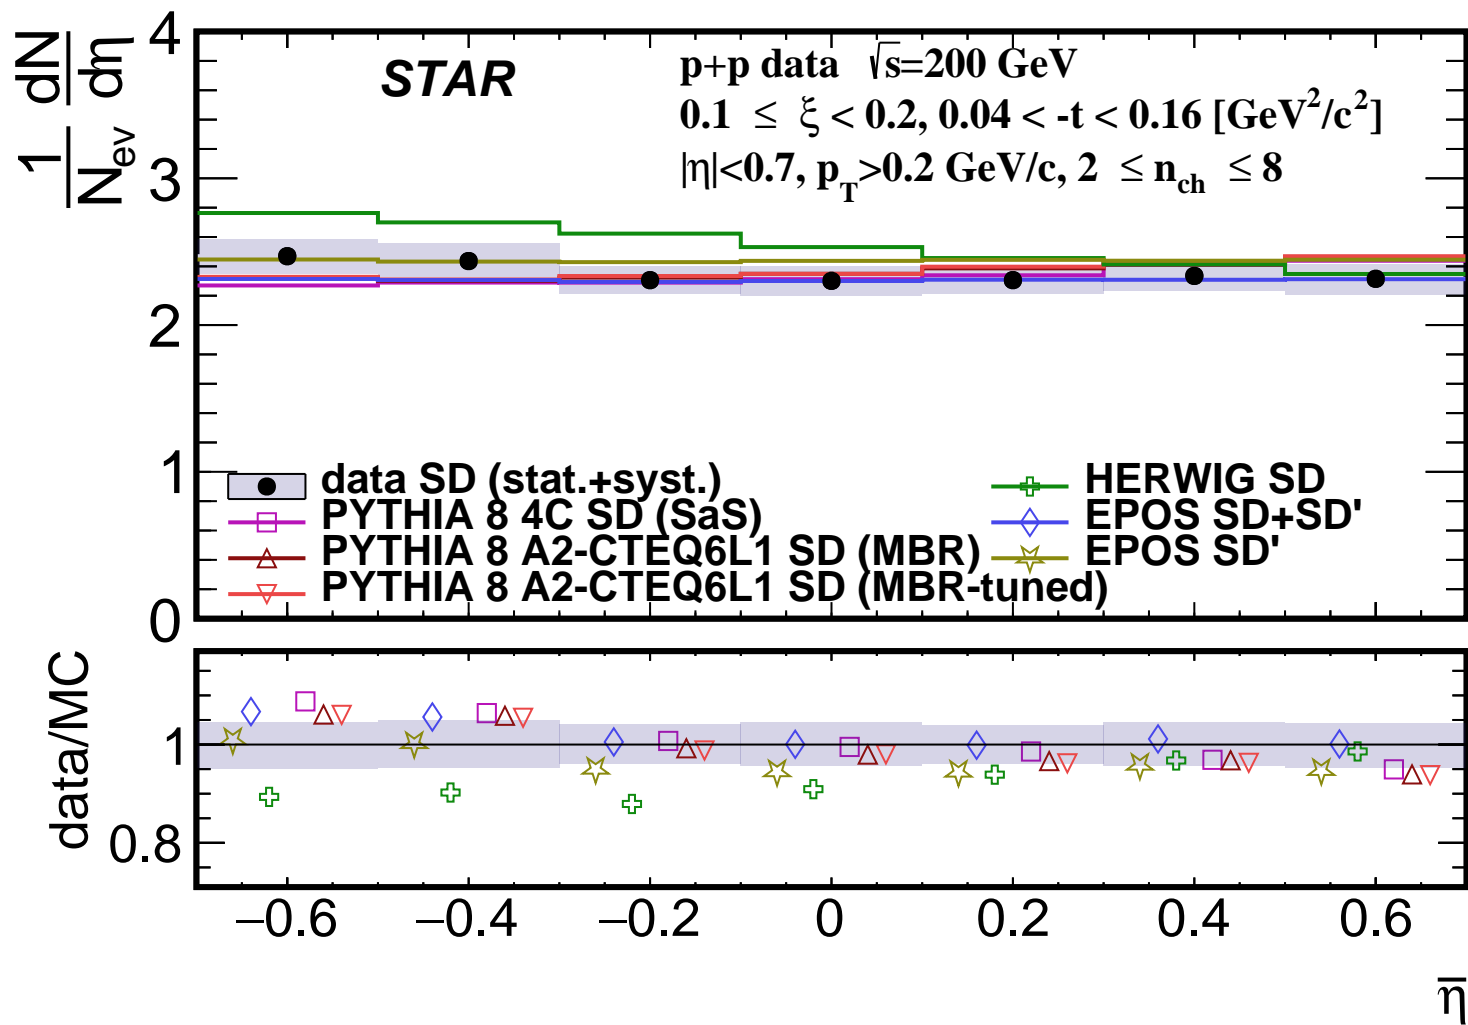 1/N_ev dN/dη
4
3
2
1
0
STAR
p+p data √s=200 GeV
0.1 ≤ ξ < 0.2, 0.04 < -t < 0.16 [GeV²/c²]
|η|<0.7, p_T>0.2 GeV/c, 2 ≤ n_ch ≤ 8
data SD (stat.+syst.)
PYTHIA 8 4C SD (SaS)
PYTHIA 8 A2-CTEQ6L1 SD (MBR)
PYTHIA 8 A2-CTEQ6L1 SD (MBR-tuned)
HERWIG SD
EPOS SD+SD'
EPOS SD'
data/MC
1
0.8
−0.6 −0.4 −0.2 0 0.2 0.4 0.6
η̅